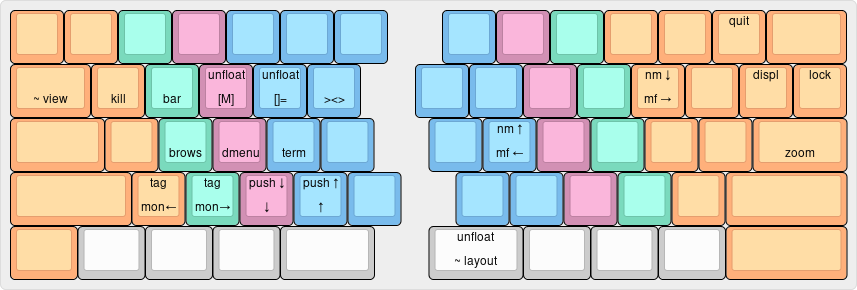 quit
unfloat unfloat nm ↓ displ lock
~ view kill bar [M] []= ><> mf →
nm ↑
brows dmenu term mf ← zoom
tag tag push ↓ push ↑
mon← mon→ ↓ ↑
unfloat
~ layout